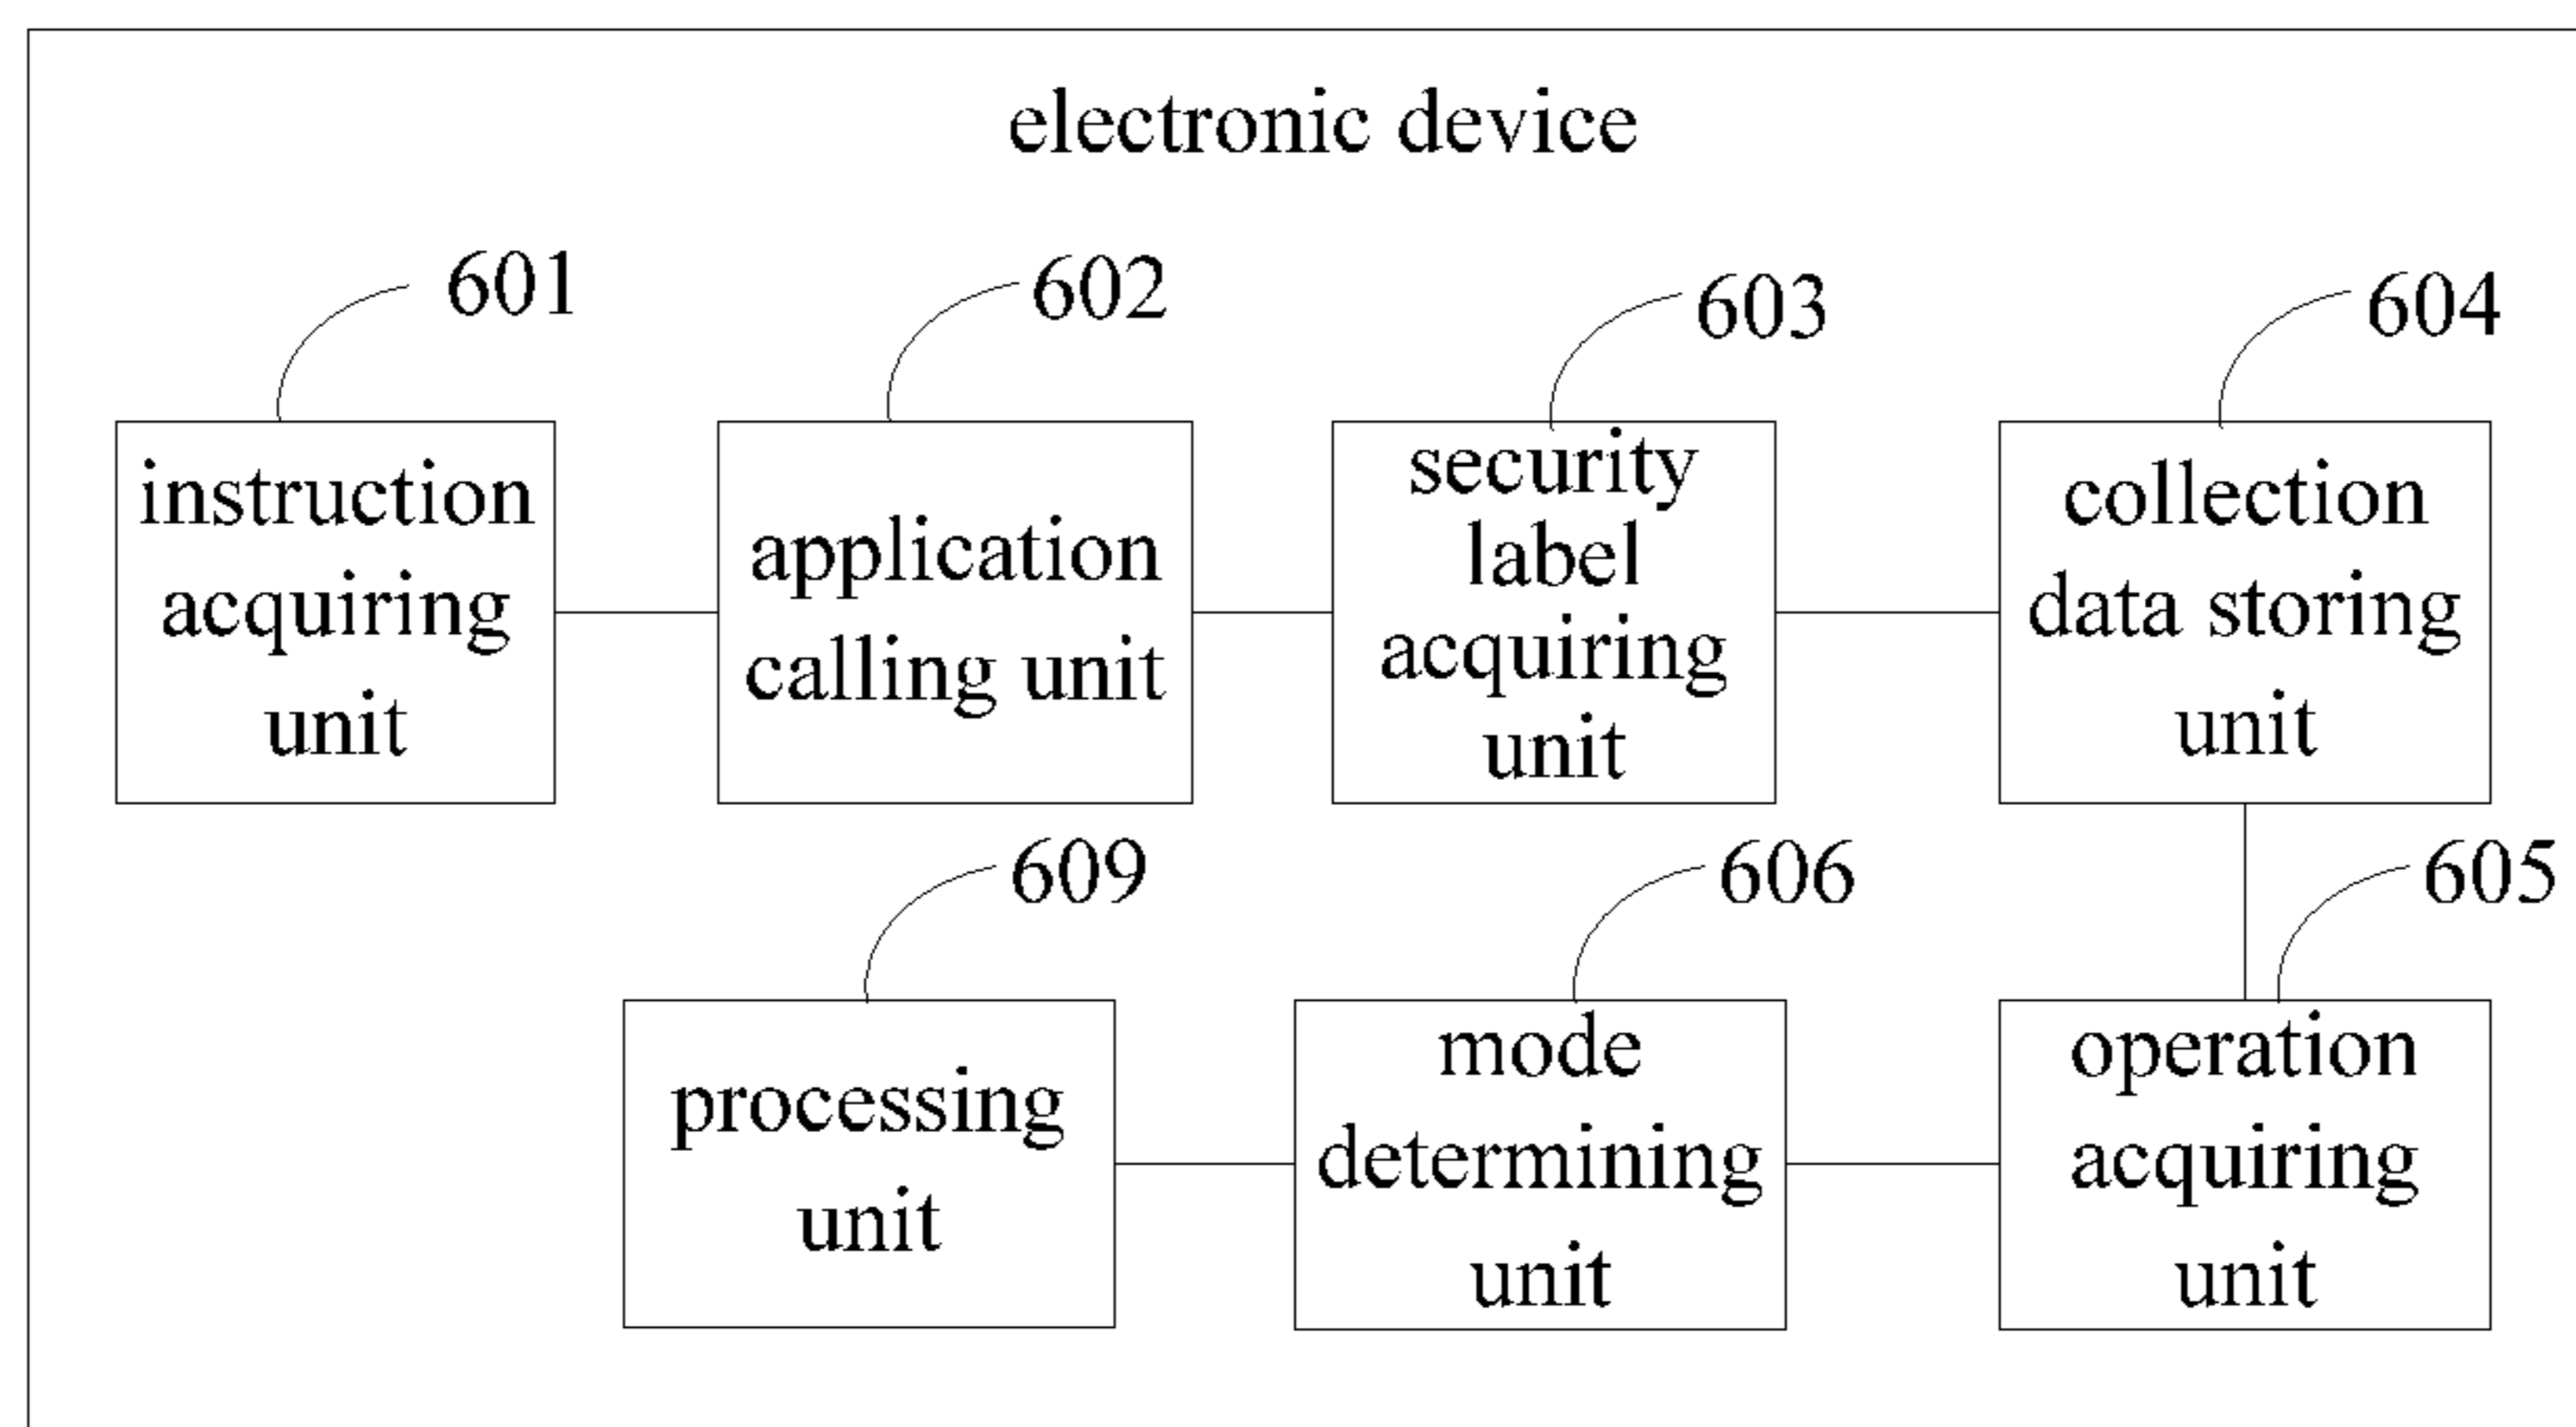 electronic device
601
602
603
604
instruction
acquiring
unit
application
calling unit
security
label
acquiring
unit
collection
data storing
unit
609
606
605
processing
unit
mode
determining
unit
operation
acquiring
unit